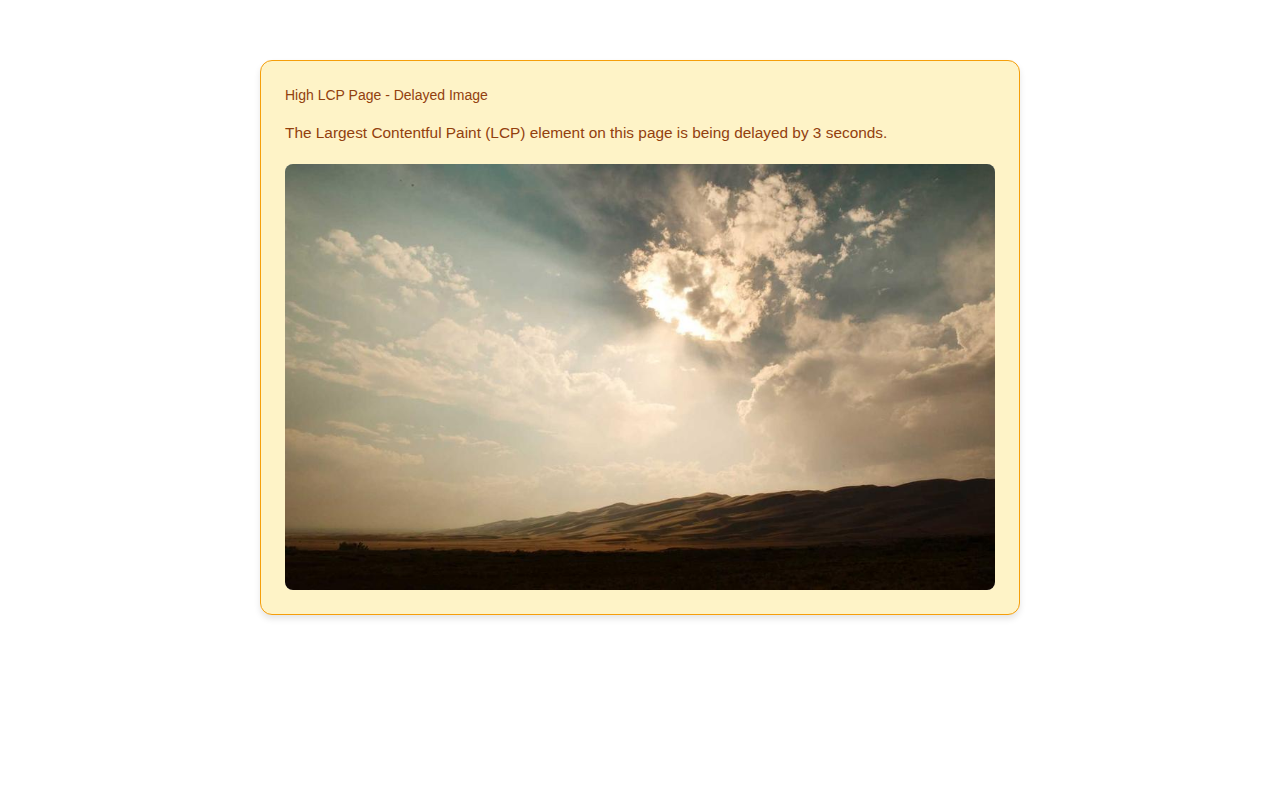 High LCP Page - Delayed Image
The Largest Contentful Paint (LCP) element on this page is being delayed by 3 seconds.